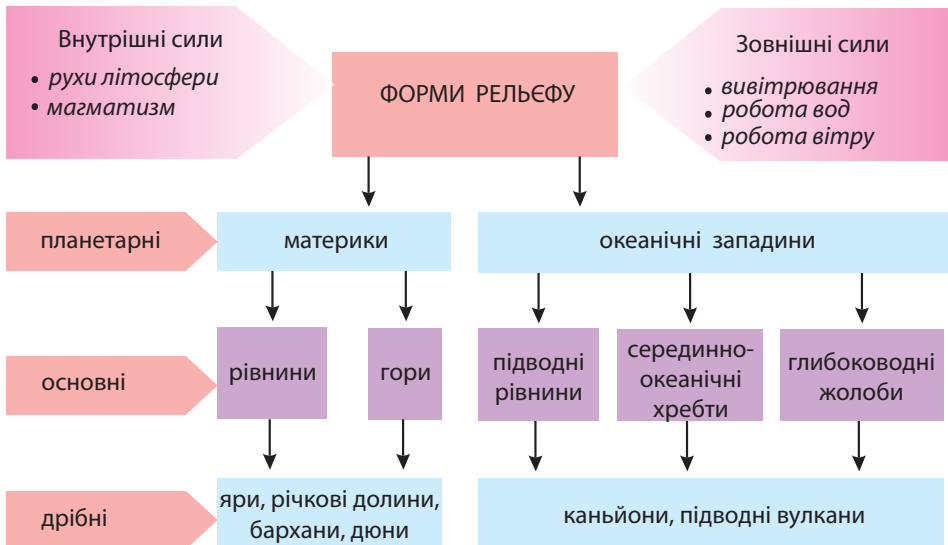 Внутрішні сили
• рухи літосфери
• магматизм
ФОРМИ РЕЛЬЄФУ
Зовнішні сили
• вивітрювання
• робота вод
• робота вітру
планетарні
материки
океанічні западини
основні
рівнини
гори
підводні
рівнини
серединно-
океанічні
хребти
глибоководні
жолоби
дрібні
яри, річкові долини,
бархани, дюни
каньйони, підводні вулкани